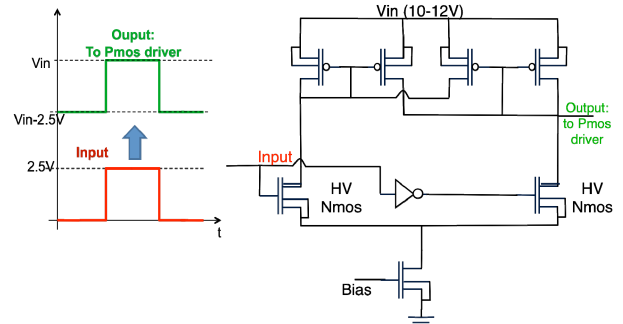 Ouput:
To Pmos driver
Vin
Vin-2.5V
Input
2.5V
t
Vin (10-12V)
Output:
to Pmos
driver
Input
HV
Nmos
HV
Nmos
Bias